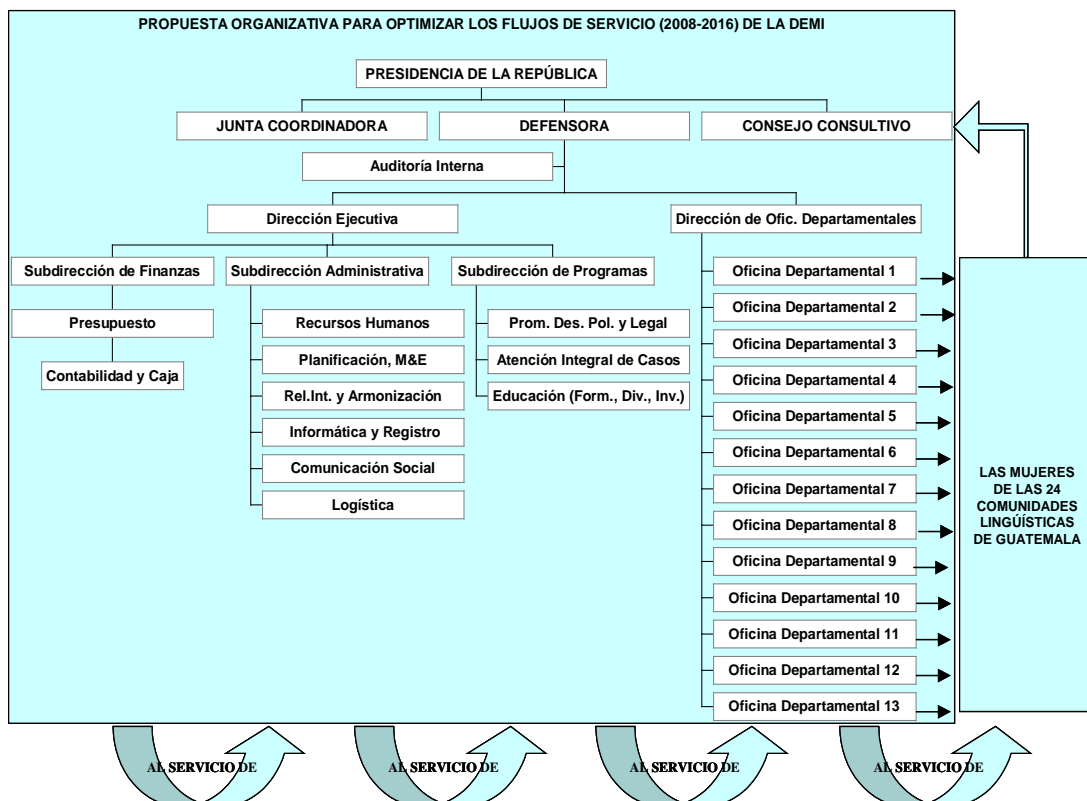 PROPUESTA ORGANIZATIVA PARA OPTIMIZAR LOS FLUJOS DE SERVICIO (2008-2016) DE LA DEMI
PRESIDENCIA DE LA REPÚBLICA
JUNTA COORDINADORA
DEFENSORA
CONSEJO CONSULTIVO
Auditoría Interna
Dirección Ejecutiva
Dirección de Ofic. Departamentales
Subdirección de Finanzas
Subdirección Administrativa
Subdirección de Programas
Presupuesto
Contabilidad y Caja
Recursos Humanos
Planificación, M&E
Rel.Int. y Armonización
Informática y Registro
Comunicación Social
Logística
Prom. Des. Pol. y Legal
Atención Integral de Casos
Educación (Form., Div., Inv.)
Oficina Departamental 1
Oficina Departamental 2
Oficina Departamental 3
Oficina Departamental 4
Oficina Departamental 5
Oficina Departamental 6
Oficina Departamental 7
Oficina Departamental 8
Oficina Departamental 9
Oficina Departamental 10
Oficina Departamental 11
Oficina Departamental 12
Oficina Departamental 13
LAS MUJERES
DE LAS 24
COMUNIDADES
LINGÚÍSTICAS
DE GUATEMALA
AL SERVICIO DE
AL SERVICIO DE
AL SERVICIO DE
AL SERVICIO DE